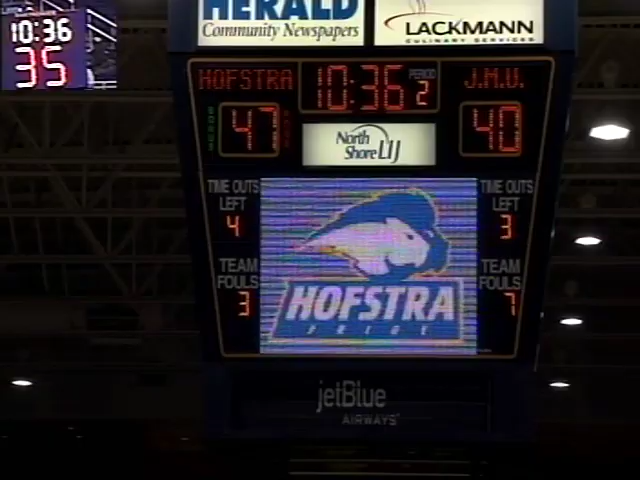 10:36
35
HERALD
Community Newspapers
LACKMANN
CULINARY SERVICES
HOFSTRA 10:36 PERIOD 2 J.M.U.
BONUS 47 40
North
Shore LIJ
TIME OUTS
LEFT
4
TIME OUTS
LEFT
3
TEAM
FOULS
3
TEAM
FOULS
7
HOFSTRA
PRIDE
jetBlue
AIRWAYS